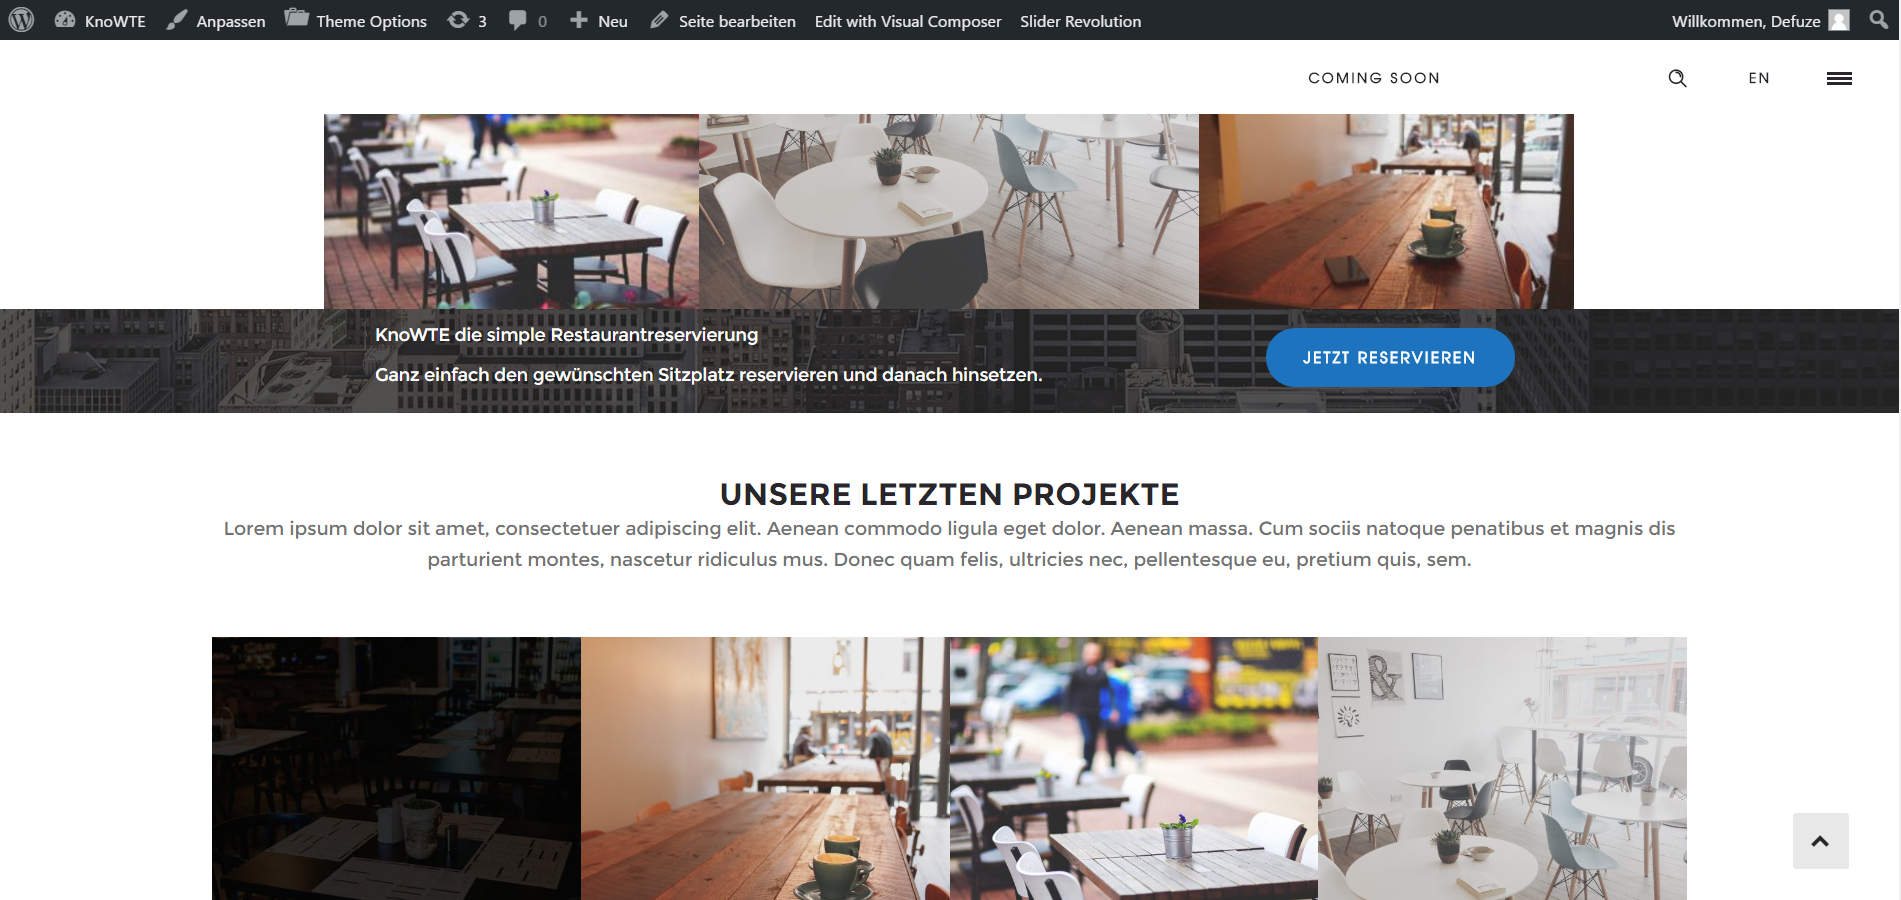 KnoWTE Anpassen Theme Options 3 0 Neu Seite bearbeiten Edit with Visual Composer Slider Revolution Willkommen, Defuze
COMING SOON EN
KnoWTE die simple Restaurantreservierung
Ganz einfach den gewünschten Sitzplatz reservieren und danach hinsetzen.
JETZT RESERVIEREN
UNSERE LETZTEN PROJEKTE
Lorem ipsum dolor sit amet, consectetuer adipiscing elit. Aenean commodo ligula eget dolor. Aenean massa. Cum sociis natoque penatibus et magnis dis
parturient montes, nascetur ridiculus mus. Donec quam felis, ultricies nec, pellentesque eu, pretium quis, sem.
&